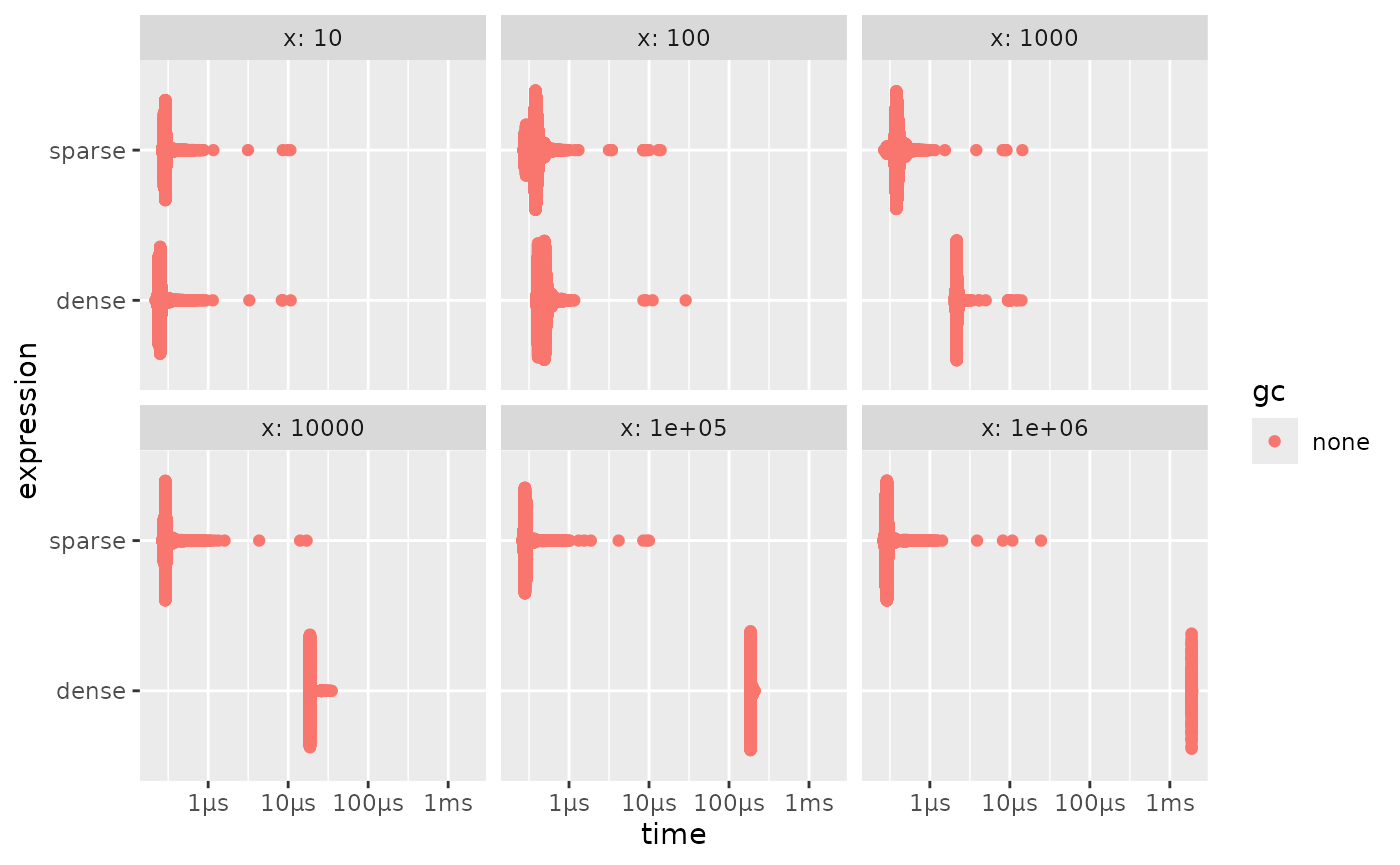 x: 10
x: 100
x: 1000
sparse
dense
x: 10000
x: 1e+05
x: 1e+06
sparse
dense
1µs 10µs 100µs 1ms
1µs 10µs 100µs 1ms
1µs 10µs 100µs 1ms
time
expression
gc
none